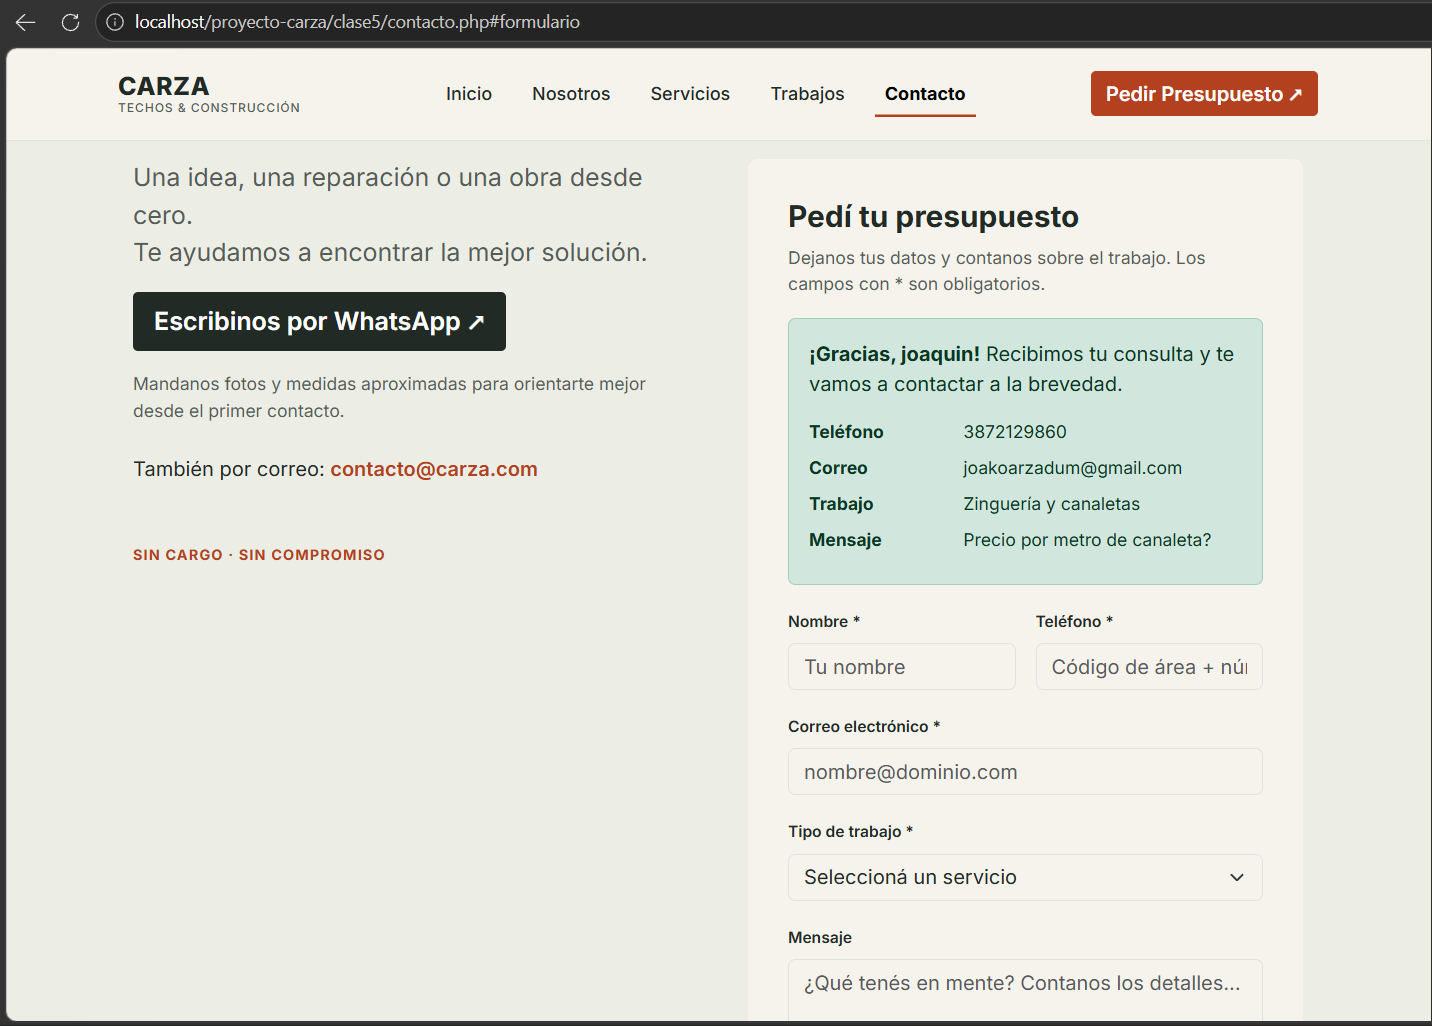 localhost/proyecto-carza/clase5/contacto.php#formulario
CARZA
TECHOS & CONSTRUCCIÓN
Inicio
Nosotros
Servicios
Trabajos
Contacto
Pedir Presupuesto ↗
Una idea, una reparación o una obra desde
cero.
Te ayudamos a encontrar la mejor solución.
Escribinos por WhatsApp ↗
Mandanos fotos y medidas aproximadas para orientarte mejor
desde el primer contacto.
También por correo: contacto@carza.com
SIN CARGO · SIN COMPROMISO
Pedí tu presupuesto
Dejanos tus datos y contanos sobre el trabajo. Los
campos con * son obligatorios.
¡Gracias, joaquin! Recibimos tu consulta y te
vamos a contactar a la brevedad.
Teléfono 3872129860
Correo joakoarzadum@gmail.com
Trabajo Zinguería y canaletas
Mensaje Precio por metro de canaleta?
Nombre * Teléfono *
Tu nombre Código de área + nú
Correo electrónico *
nombre@dominio.com
Tipo de trabajo *
Seleccioná un servicio
Mensaje
¿Qué tenés en mente? Contanos los detalles...